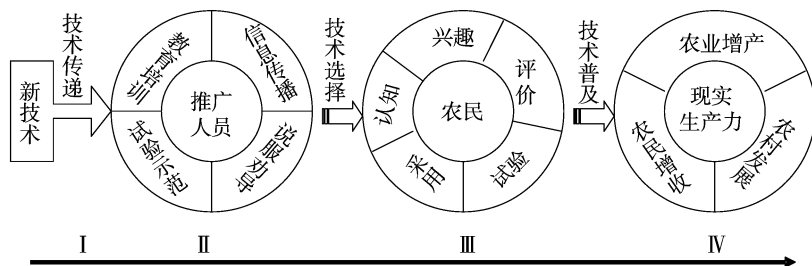 新技术
技术传递
教育培训
信息传播
试验示范
说服劝导
推广
人员
技术选择
认知
兴趣
评价
试验
采用
农民
技术普及
农业增产
农民增收
农村发展
现实
生产力
Ⅰ Ⅱ Ⅲ Ⅳ